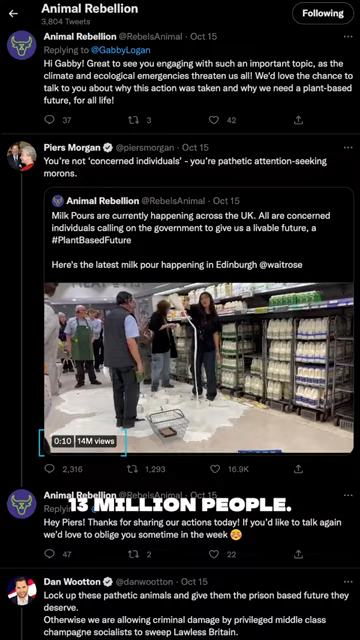 Animal Rebellion
3,804 Tweets
Following
Animal Rebellion @RebelsAnimal · Oct 15
Replying to @GabbyLogan
Hi Gabby! Great to see you engaging with such an important topic, as
the climate and ecological emergencies threaten us all! We'd love the chance
to talk to you about why this action was taken and why we need a plant-based
future, for all life!
37 3 42
Piers Morgan @piersmorgan · Oct 15
You're not 'concerned individuals' - you're pathetic attention-seeking
morons.
Animal Rebellion @RebelsAnimal · Oct 15
Milk Pours are currently happening across the UK. All are concerned
individuals calling on the government to give us a livable future, a
#PlantBasedFuture
Here's the latest milk pour happening in Edinburgh @waitrose
0:10 14M views
2,316 1,293 16.9K
13 MILLION PEOPLE.
Animal Rebellion @RebelsAnimal · Oct 15
Hey Piers! Thanks for sharing our actions today! If you'd like to talk again
we'd love to oblige you sometime in the week
47 2 22
Dan Wootton @danwootton · Oct 15
Lock up these pathetic animals and give them the prison based future they
deserve.
Otherwise we are allowing criminal damage by privileged middle class
champagne socialists to sweep Lawless Britain.